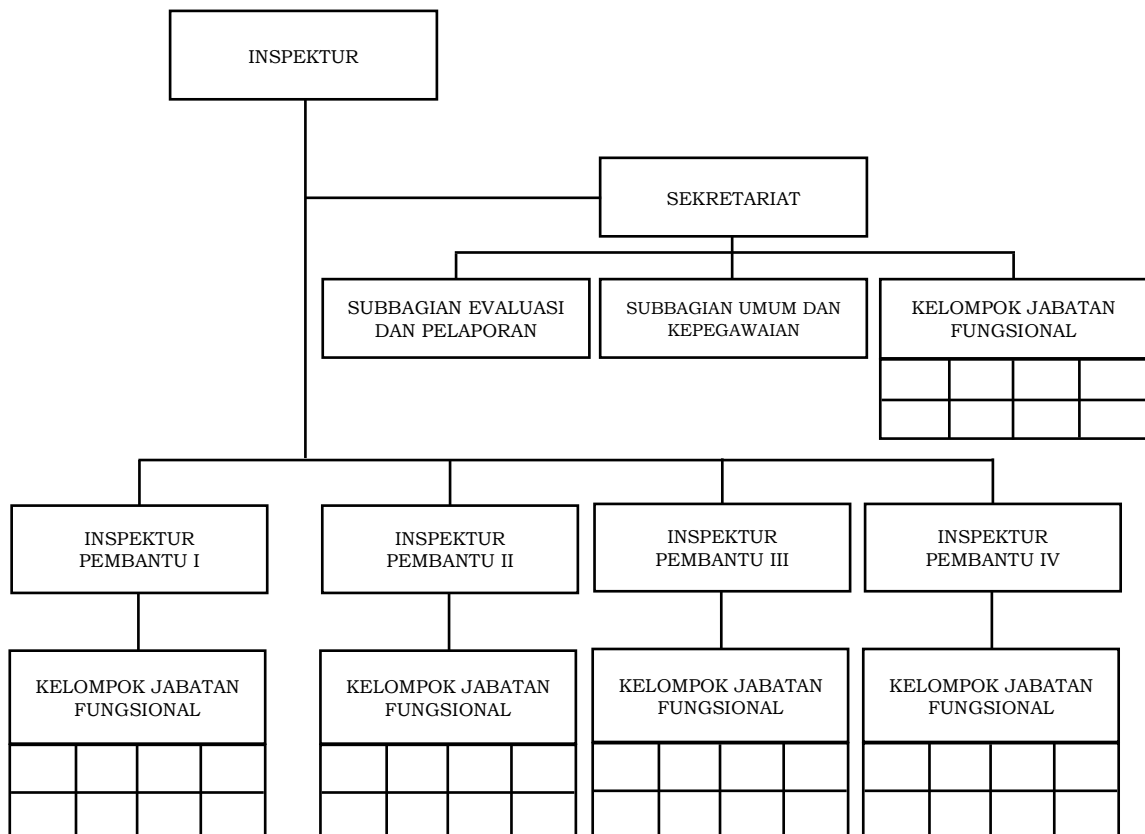 INSPEKTUR
SEKRETARIAT
SUBBAGIAN EVALUASI
DAN PELAPORAN
SUBBAGIAN UMUM DAN
KEPEGAWAIAN
KELOMPOK JABATAN
FUNGSIONAL
INSPEKTUR
PEMBANTU I
INSPEKTUR
PEMBANTU II
INSPEKTUR
PEMBANTU III
INSPEKTUR
PEMBANTU IV
KELOMPOK JABATAN
FUNGSIONAL
KELOMPOK JABATAN
FUNGSIONAL
KELOMPOK JABATAN
FUNGSIONAL
KELOMPOK JABATAN
FUNGSIONAL